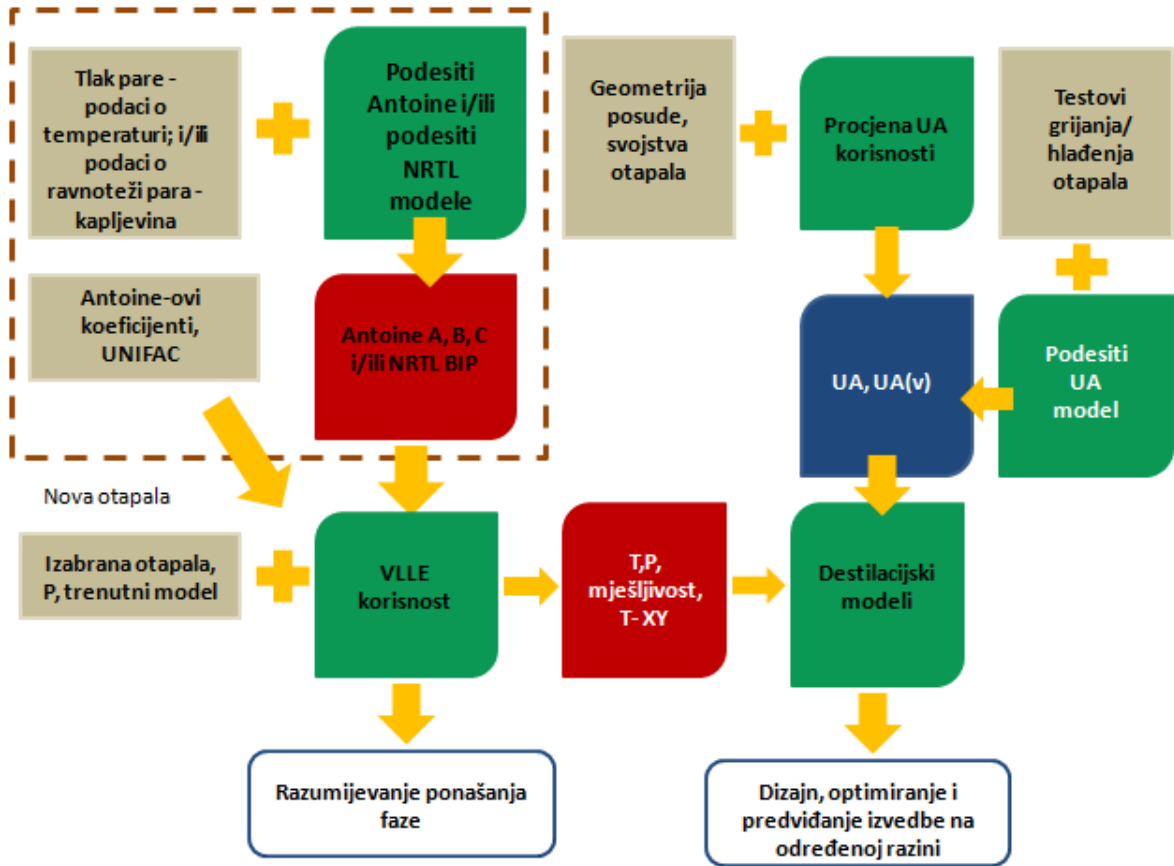 Tlak pare -
podaci o
temperaturi; i/ili
podaci o
ravnoteži para -
kapljevina
Podesiti
Antoine i/ili
podesiti
NRTL
modele
Geometrija
posude,
svojstva
otapala
Procjena UA
korisnosti
Testovi
grijanja/
hlađenja
otapala
Antoine-ovi
koeficijenti,
UNIFAC
Antoine A, B, C
i/ili NRTL BIP
UA, UA(v)
Podesiti
UA
model
Nova otapala
Izabrana otapala,
P, trenutni model
VLLE
korisnost
T,P,
mješljivost,
T- XY
Destilacijski
modeli
Razumijevanje ponašanja
faze
Dizajn, optimiranje i
predviđanje izvedbe na
određenoj razini